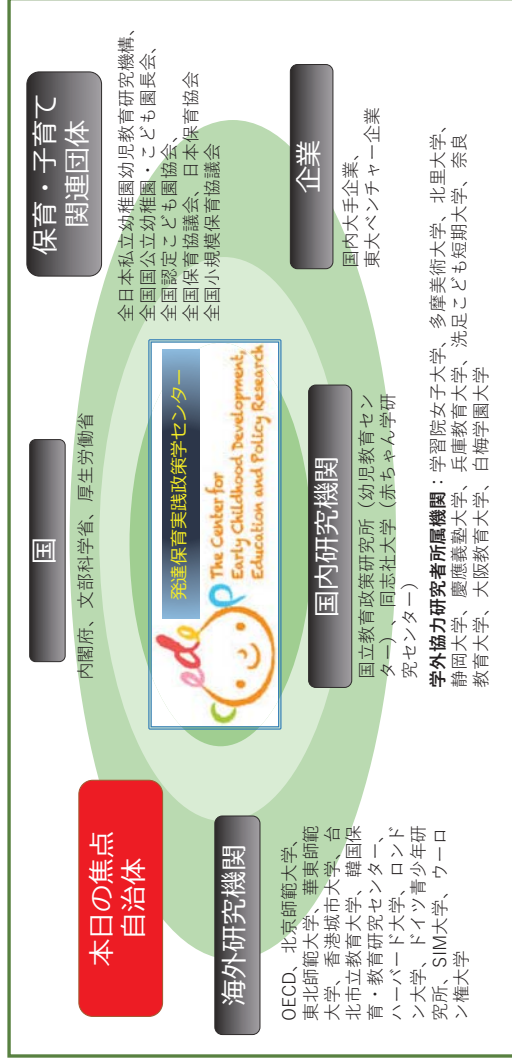 本日の焦点
自治体
国
内閣府、文部科学省、厚生労働省
保育・子育て
関連団体
全日本私立幼稚園幼児教育研究機構、
全国国公立幼稚園・こども園長会、
全国認定こども園協会、
全国保育協議会、日本保育協会
全国小規模保育協議会
発達保育実践政策学センター
cedep
The Center for
Early Childhood Development,
Education and Policy Research
海外研究機関
OECD、北京師範大学、
東北師範大学、華東師範
大学、香港城市大学、台
北市立教育大学、韓国保
育・教育研究センター、
ハーバード大学、ロンド
ン大学、ドイツ青少年研
究所、SIM大学、ウーロ
ン権大学
国内研究機関
国立教育政策研究所（幼児教育セン
ター）、同志社大学（赤ちゃん学研
究センター）
企業
国内大手企業、
東大ベンチャー企業
学外協力研究者所属機関：学習院女子大学、多摩美術大学、北里大学、
静岡大学、慶應義塾大学、兵庫教育大学、洗足こども短期大学、奈良
教育大学、大阪教育大学、白梅学園大学